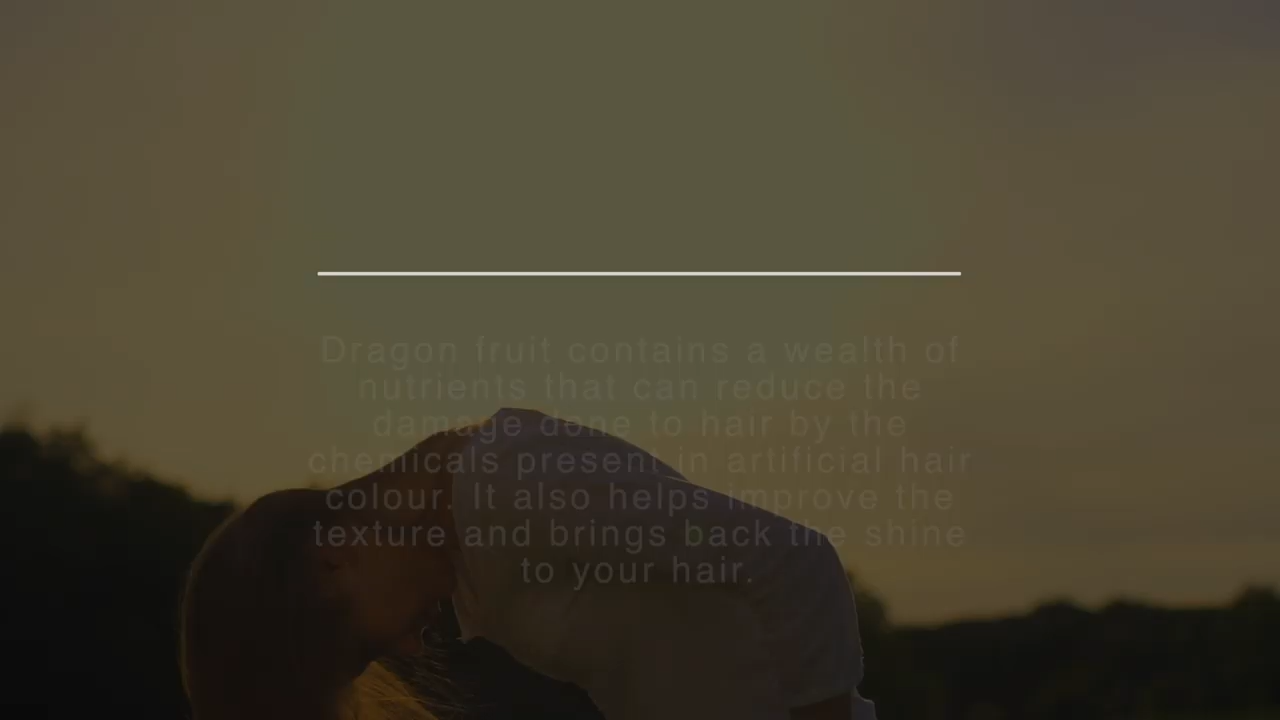 Dragon fruit contains a wealth of
nutrients that can reduce the
damage done to hair by the
chemicals present in artificial hair
colour. It also helps improve the
texture and brings back the shine
to your hair.